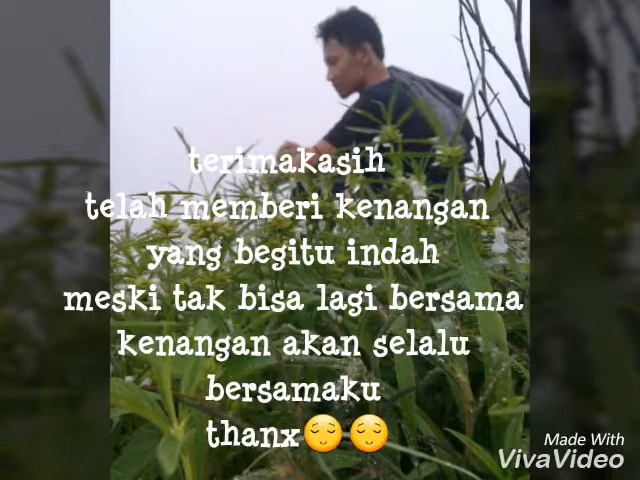 terimakasih
telah memberi kenangan
yang begitu indah
meski tak bisa lagi bersama
kenangan akan selalu
bersamaku
thanx😌😌
Made With
VivaVideo